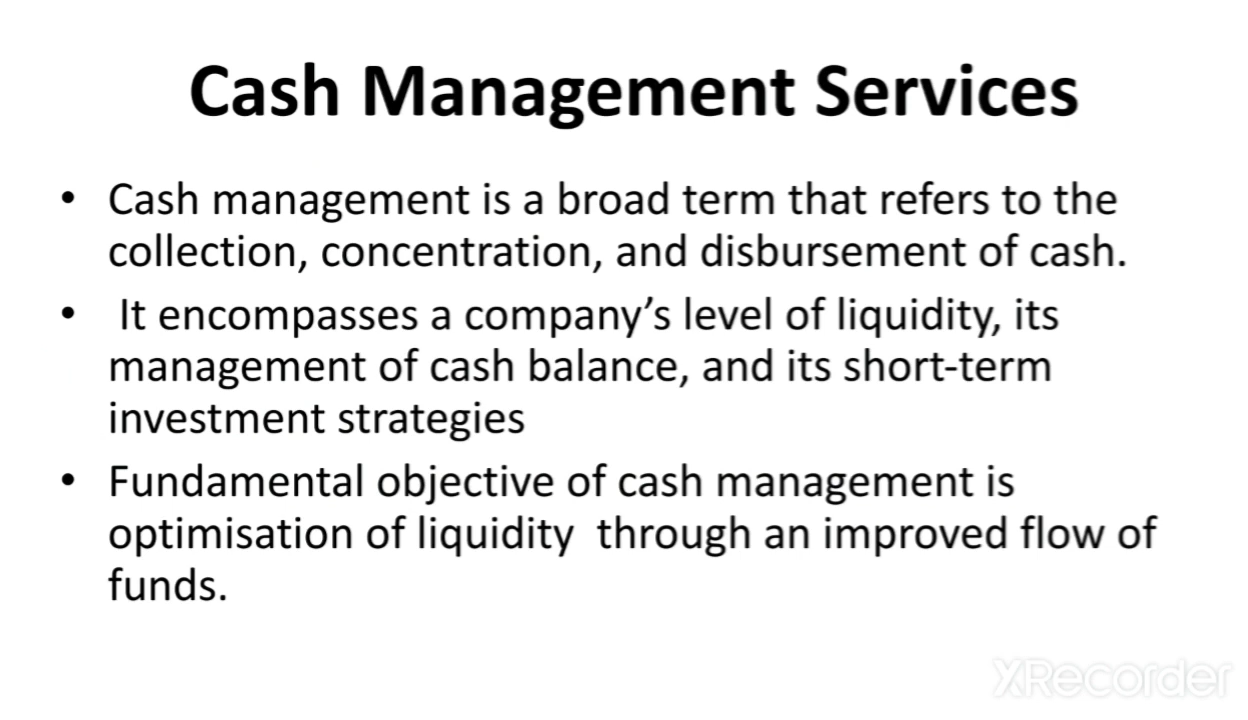 Cash Management Services
• Cash management is a broad term that refers to the
collection, concentration, and disbursement of cash.
• It encompasses a company’s level of liquidity, its
management of cash balance, and its short-term
investment strategies
• Fundamental objective of cash management is
optimisation of liquidity through an improved flow of
funds.
XRecorder